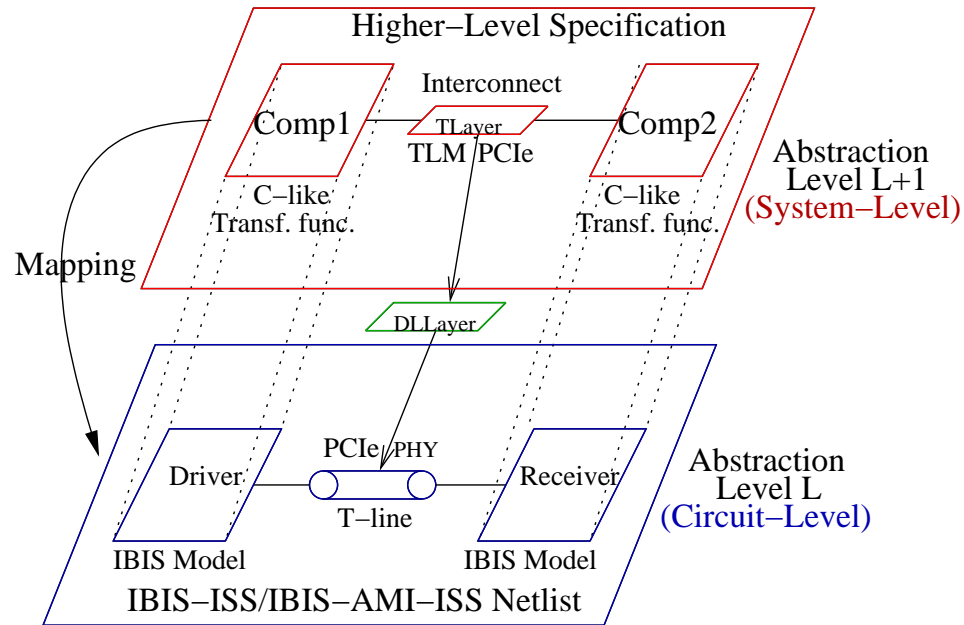 Higher−Level Specification
Interconnect
Comp1
TLayer
Comp2
TLM PCIe
C−like
Transf. func.
C−like
Transf. func.
Abstraction
Level L+1
(System−Level)
Mapping
DLLayer
PCIe PHY
Driver
Receiver
T−line
Abstraction
Level L
(Circuit−Level)
IBIS Model
IBIS Model
IBIS−ISS/IBIS−AMI−ISS Netlist